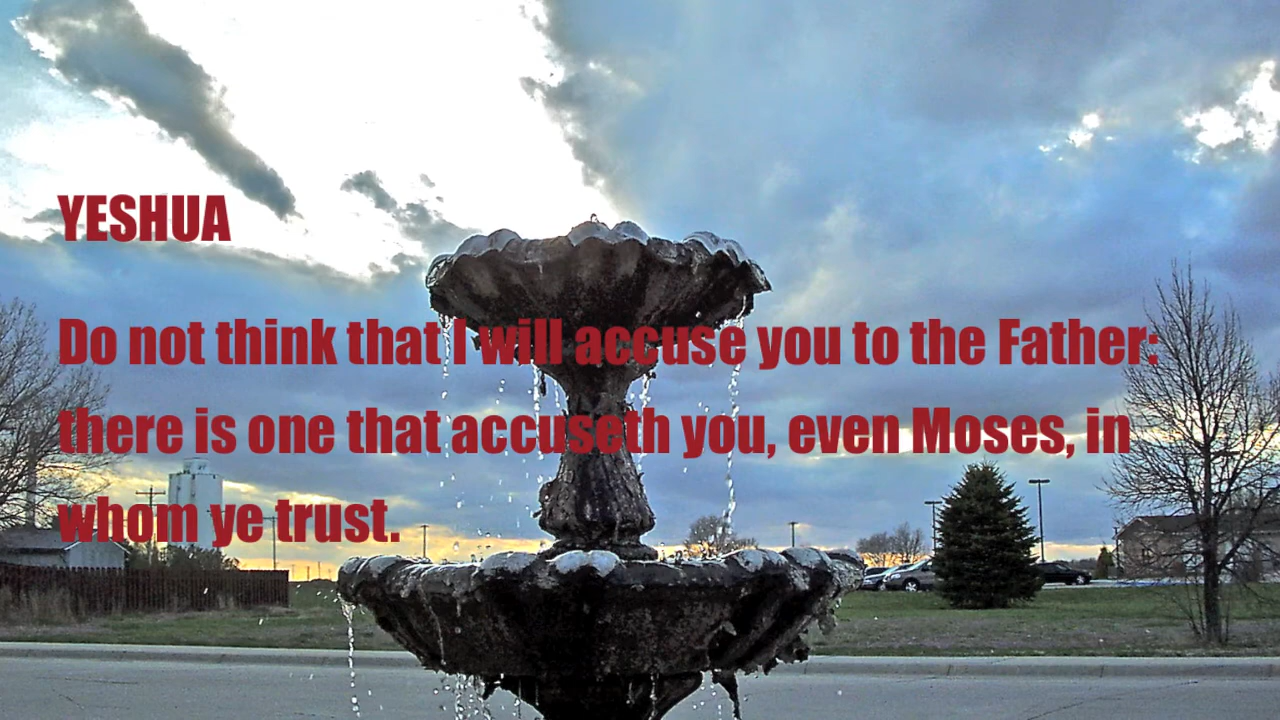 YESHUA
Do not think that I will accuse you to the Father:
there is one that accuseth you, even Moses, in
whom ye trust.